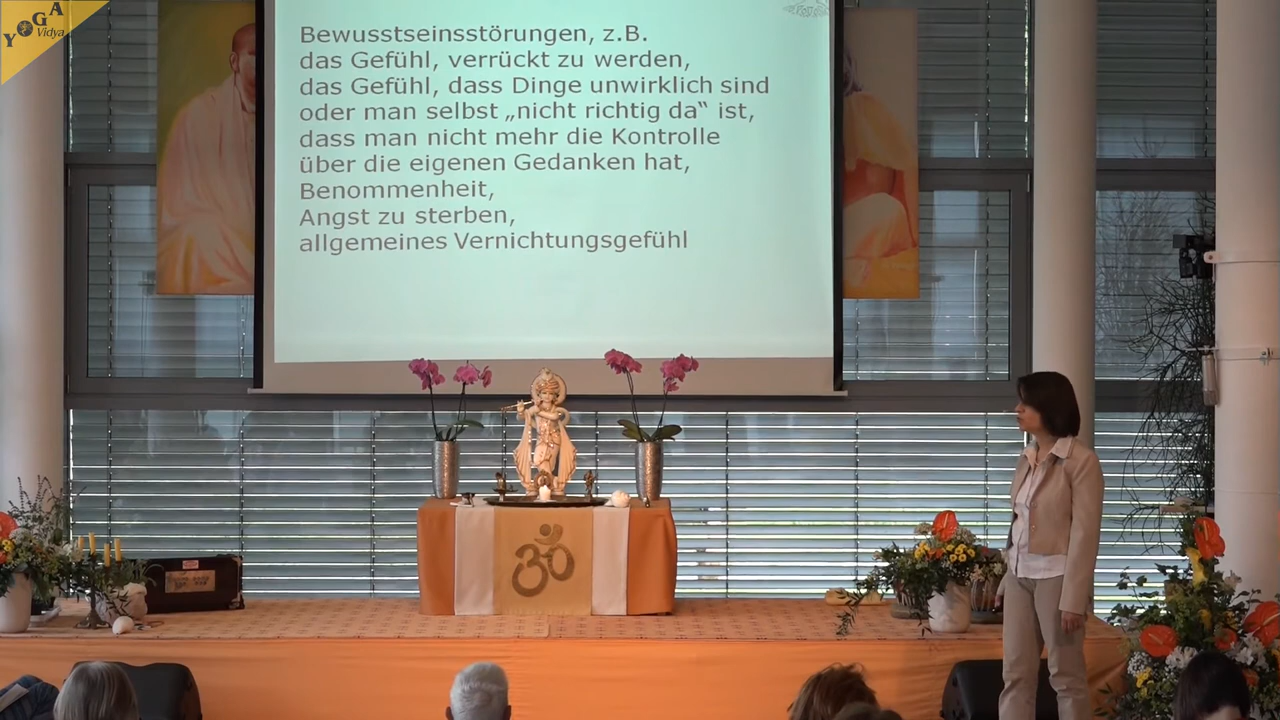 YOGA
Vidya
Bewusstseinsstörungen, z.B.
das Gefühl, verrückt zu werden,
das Gefühl, dass Dinge unwirklich sind
oder man selbst „nicht richtig da“ ist,
dass man nicht mehr die Kontrolle
über die eigenen Gedanken hat,
Benommenheit,
Angst zu sterben,
allgemeines Vernichtungsgefühl
ॐ